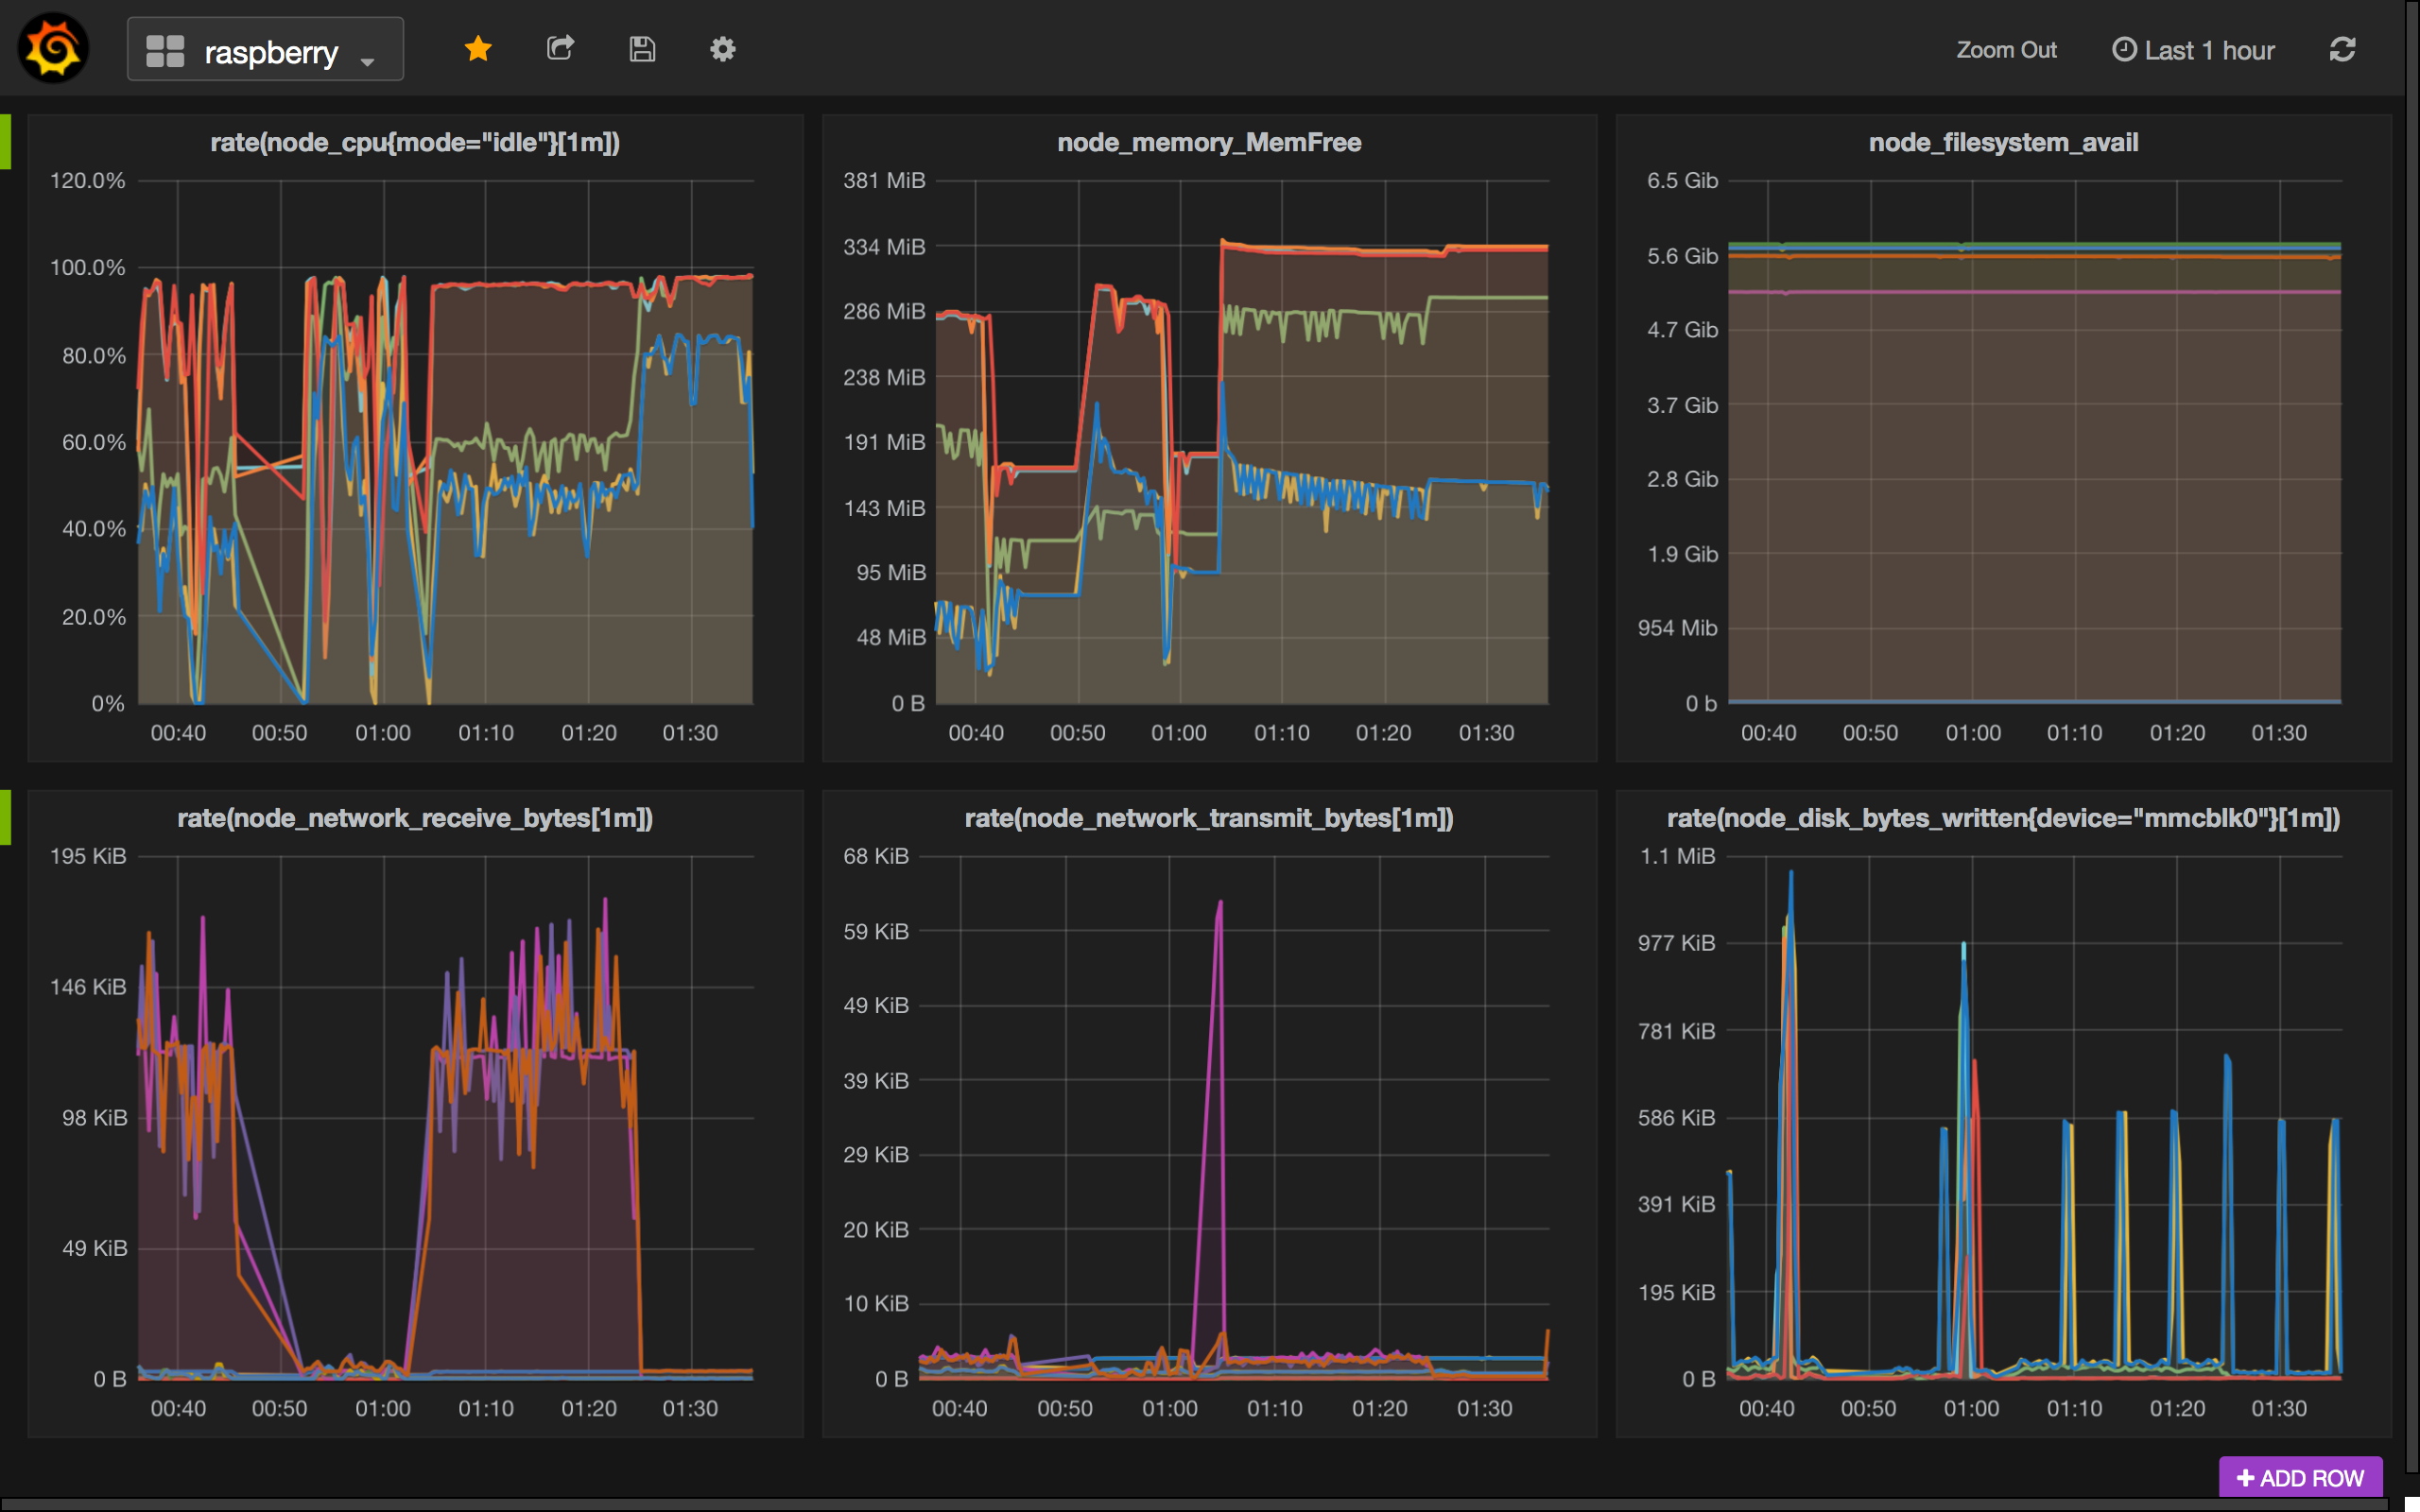 raspberry
Zoom Out
Last 1 hour
rate(node_cpu{mode="idle"}[1m])
120.0%
100.0%
80.0%
60.0%
40.0%
20.0%
0%
00:40 00:50 01:00 01:10 01:20 01:30
node_memory_MemFree
381 MiB
334 MiB
286 MiB
238 MiB
191 MiB
143 MiB
95 MiB
48 MiB
0 B
00:40 00:50 01:00 01:10 01:20 01:30
node_filesystem_avail
6.5 Gib
5.6 Gib
4.7 Gib
3.7 Gib
2.8 Gib
1.9 Gib
954 Mib
0 b
00:40 00:50 01:00 01:10 01:20 01:30
rate(node_network_receive_bytes[1m])
195 KiB
146 KiB
98 KiB
49 KiB
0 B
00:40 00:50 01:00 01:10 01:20 01:30
rate(node_network_transmit_bytes[1m])
68 KiB
59 KiB
49 KiB
39 KiB
29 KiB
20 KiB
10 KiB
0 B
00:40 00:50 01:00 01:10 01:20 01:30
rate(node_disk_bytes_written{device="mmcblk0"}[1m])
1.1 MiB
977 KiB
781 KiB
586 KiB
391 KiB
195 KiB
0 B
00:40 00:50 01:00 01:10 01:20 01:30
+ ADD ROW